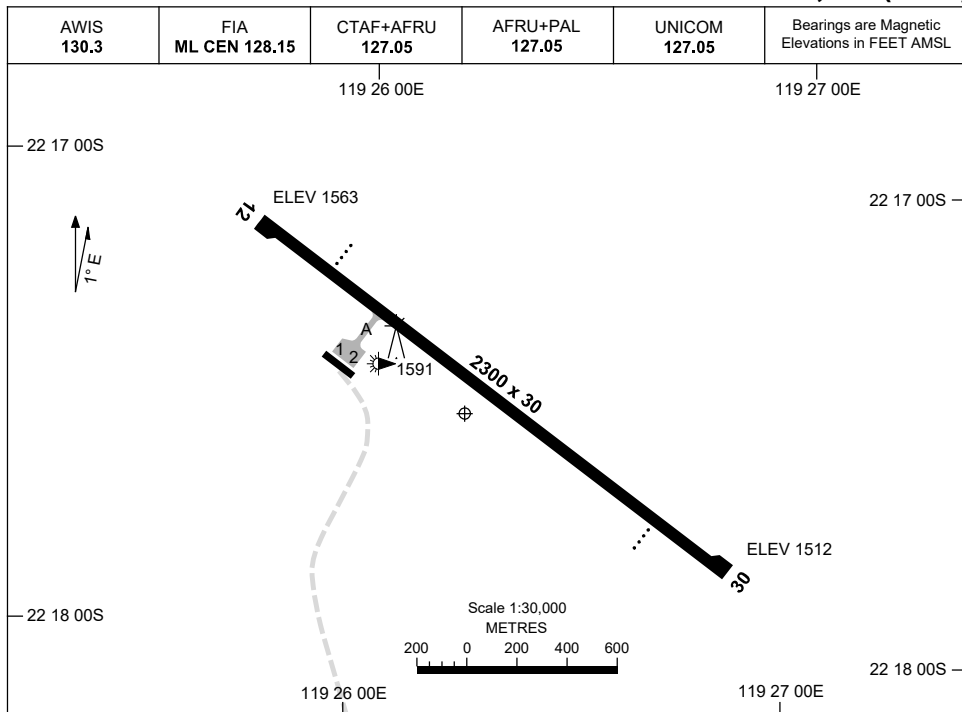 AWIS
130.3
FIA
ML CEN 128.15
CTAF+AFRU
127.05
AFRU+PAL
127.05
UNICOM
127.05
Bearings are Magnetic
Elevations in FEET AMSL
119 26 00E
119 27 00E
22 17 00S
22 17 00S
12
ELEV 1563
1° E
A
1
2
1591
2300 x 30
ELEV 1512
30
22 18 00S
Scale 1:30,000
METRES
200 0 200 400 600
22 18 00S
119 26 00E
119 27 00E